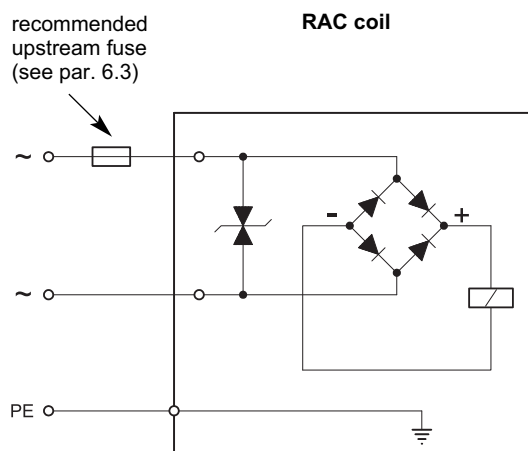 recommended
upstream fuse
(see par. 6.3)
RAC coil
~
- +
~
PE